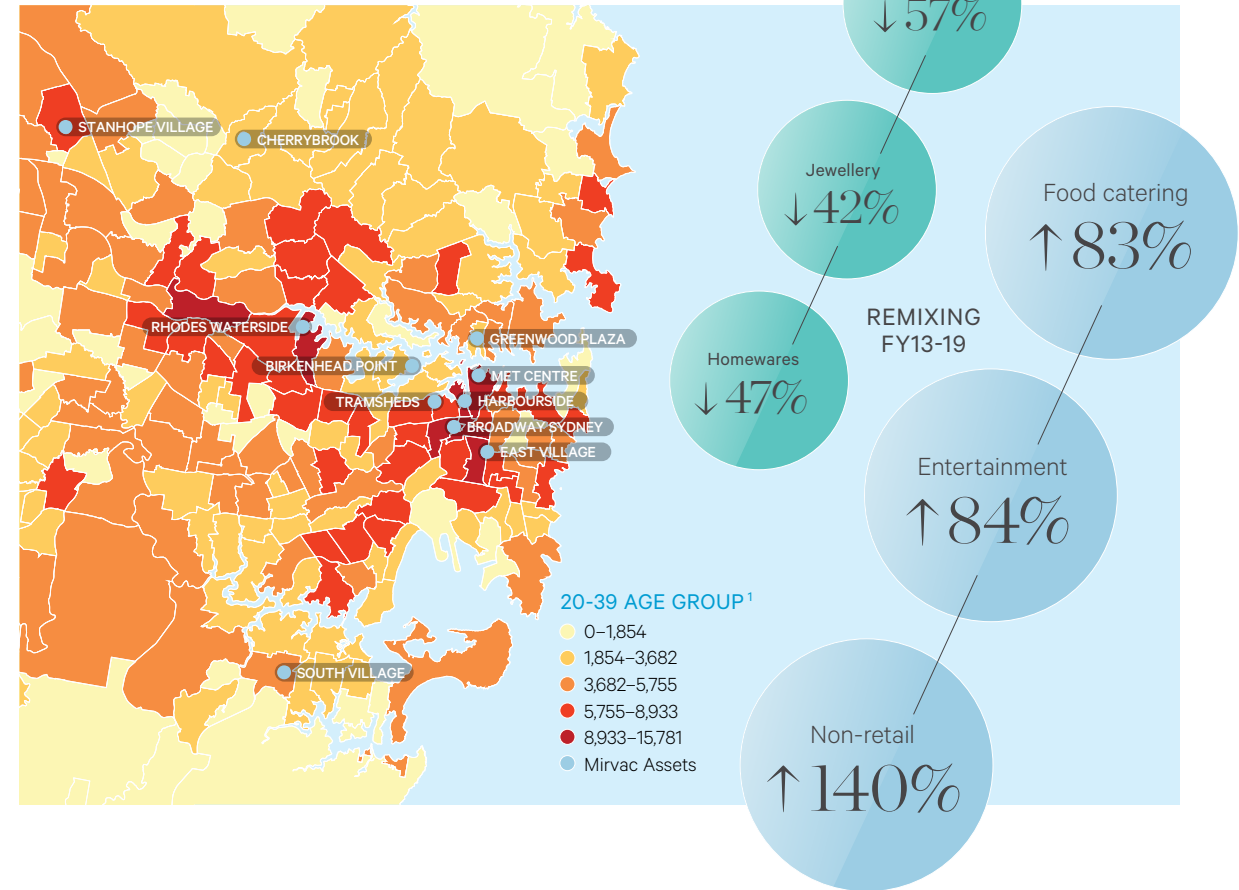 ↓57%
STANHOPE VILLAGE
CHERRYBROOK
RHODES WATERSIDE
GREENWOOD PLAZA
BIRKENHEAD POINT
MET CENTRE
TRAMSHEDS
HARBOURSIDE
BROADWAY SYDNEY
EAST VILLAGE
SOUTH VILLAGE
20-39 AGE GROUP¹
0–1,854
1,854–3,682
3,682–5,755
5,755–8,933
8,933–15,781
Mirvac Assets
Jewellery
↓42%
Homewares
↓47%
REMIXING
FY13-19
Food catering
↑83%
Entertainment
↑84%
Non-retail
↑140%